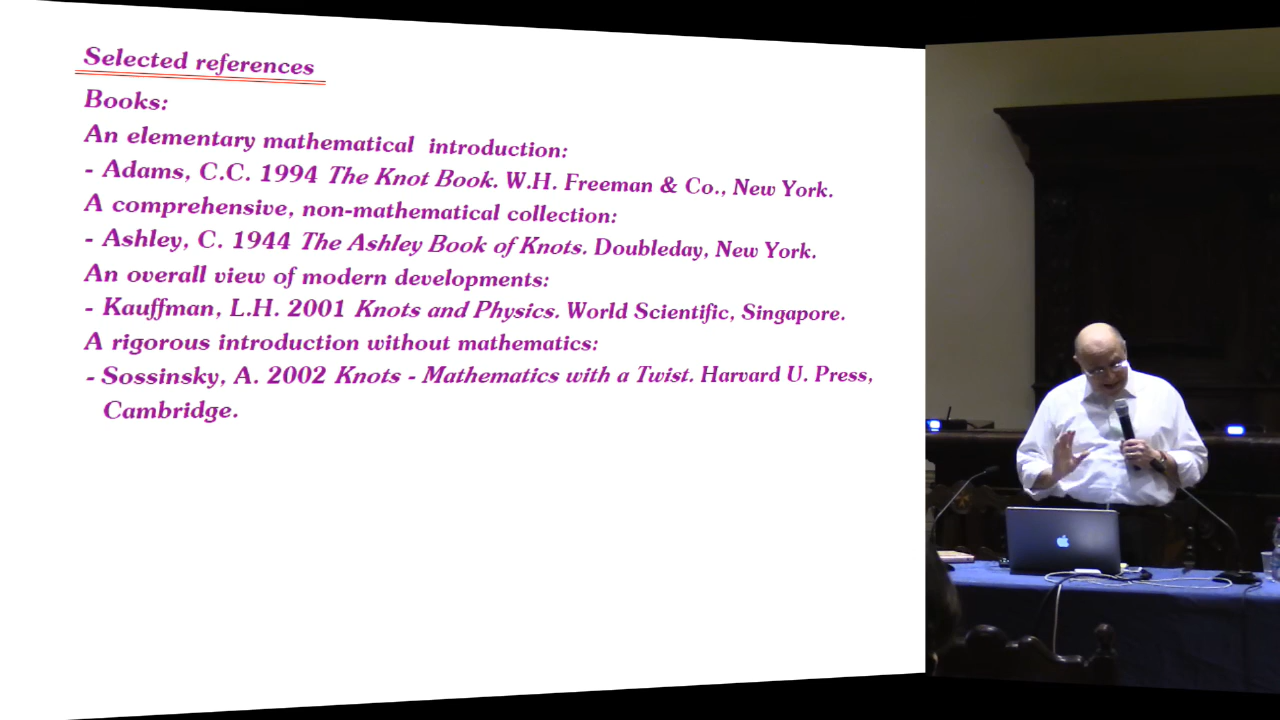 Selected references
Books:
An elementary mathematical introduction:
- Adams, C.C. 1994 The Knot Book. W.H. Freeman & Co., New York.
A comprehensive, non-mathematical collection:
- Ashley, C. 1944 The Ashley Book of Knots. Doubleday, New York.
An overall view of modern developments:
- Kauffman, L.H. 2001 Knots and Physics. World Scientific, Singapore.
A rigorous introduction without mathematics:
- Sossinsky, A. 2002 Knots - Mathematics with a Twist. Harvard U. Press,
Cambridge.